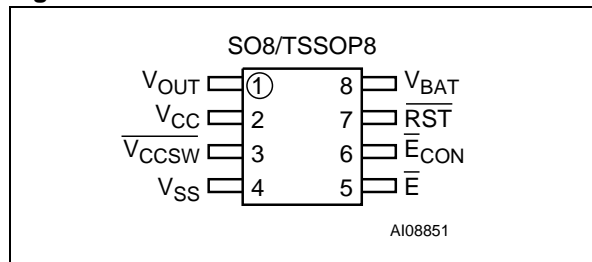 SO8/TSSOP8
VOUT 1 8 VBAT
VCC 2 7 RST
VCCSW 3 6 ECON
VSS 4 5 E
AI08851